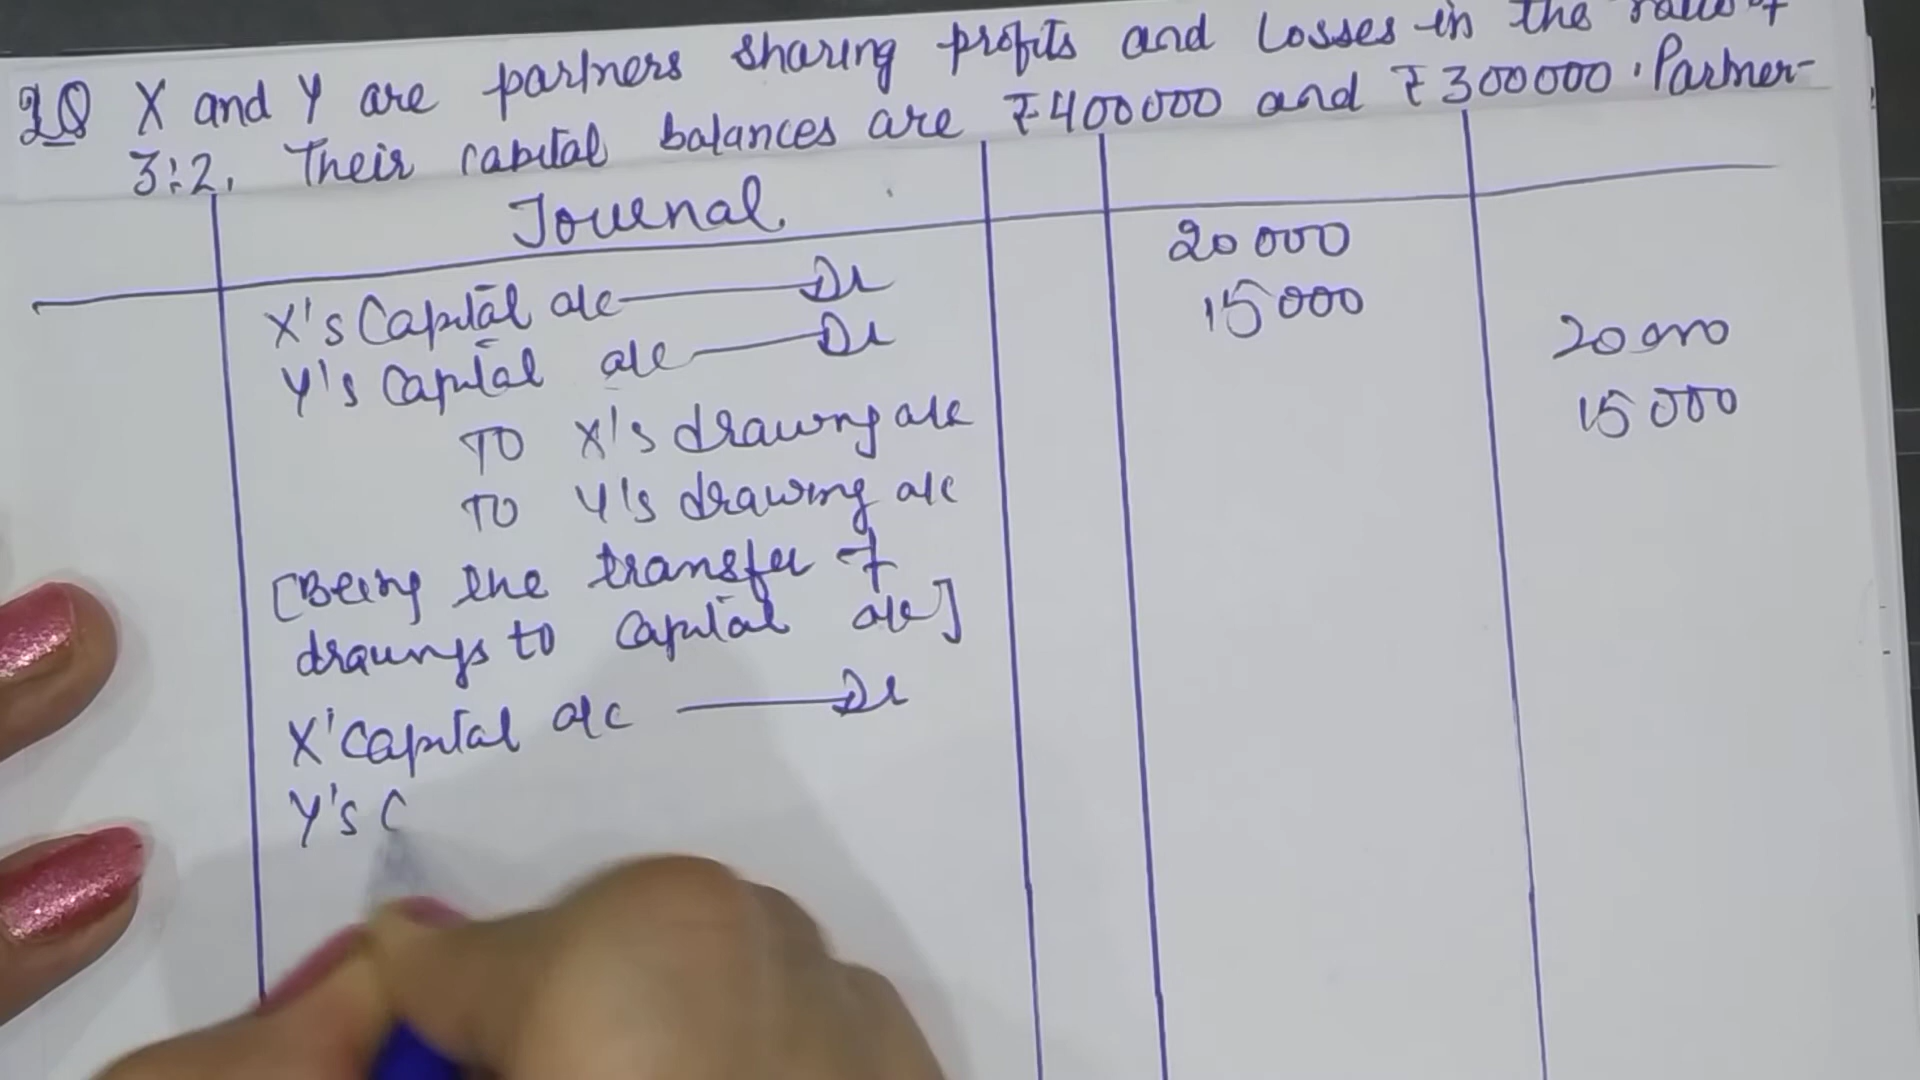 2Q X and Y are partners sharing profits and Losses in the ratio of
3:2. Their capital balances are ₹400000 and ₹300000. Partner-
Journal
X's Capital a/c Dr 20000
Y's Capital a/c Dr 15000
TO X's drawing a/c 20000
TO Y's drawing a/c 15000
[Being the transfer of
drawings to capital a/c]
X' Capital a/c Dr
Y's C